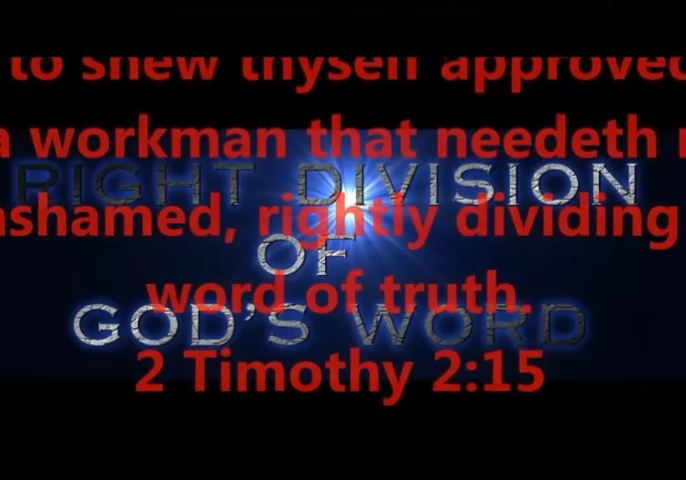 to shew thyself approved
a workman that needeth
RIGHT DIVISION
ashamed, rightly dividing
OF
word of truth.
GOD'S WORD
2 Timothy 2:15